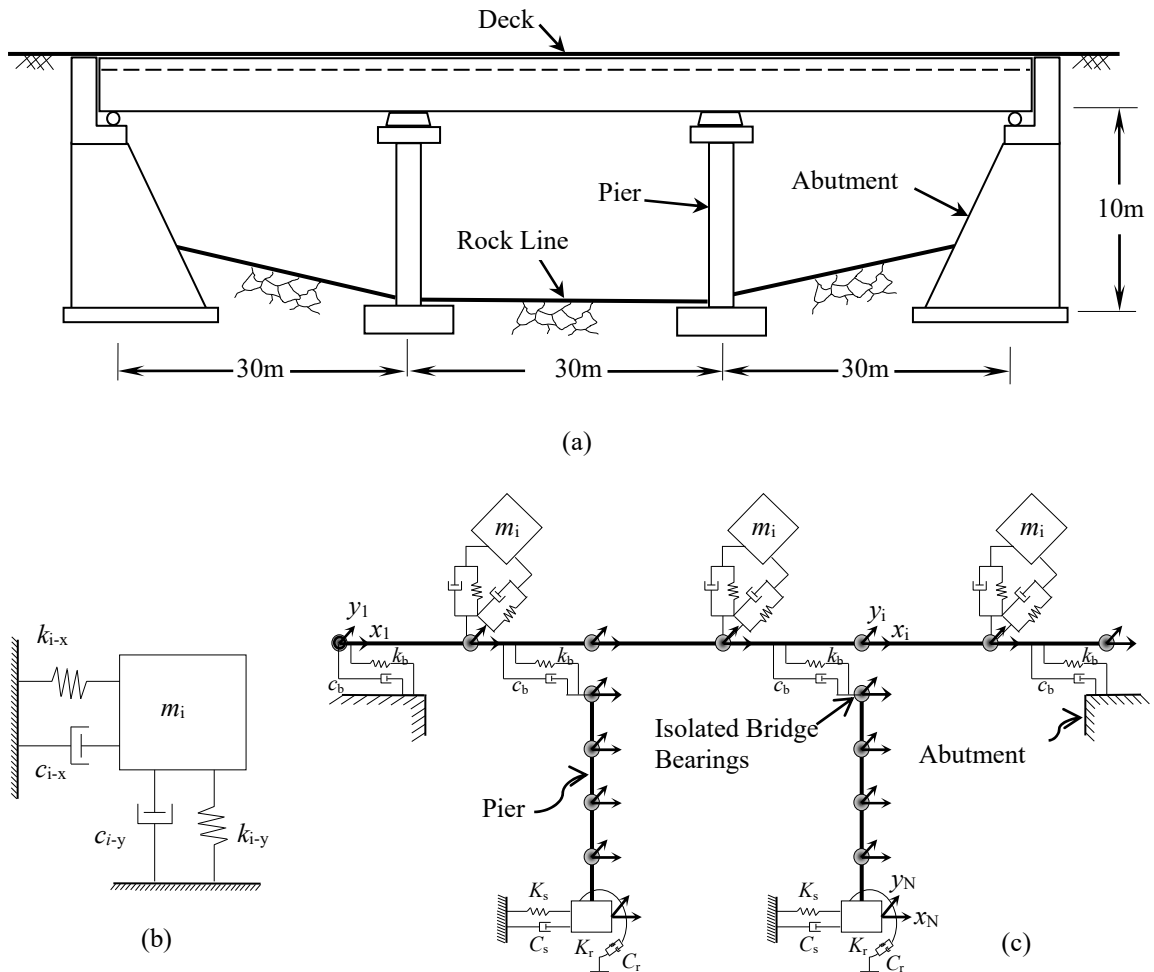 Deck
Pier
Abutment
10m
Rock Line
30m
30m
30m
(a)
mi
mi
mi
y1
x1
yi
xi
kb
cb
kb
cb
kb
cb
kb
cb
ki-x
mi
ci-x
ci-y
ki-y
Isolated Bridge
Bearings
Abutment
Pier
Ks
Cs
Kr
Cr
Ks
Cs
Kr
Cr
yN
xN
(b)
(c)